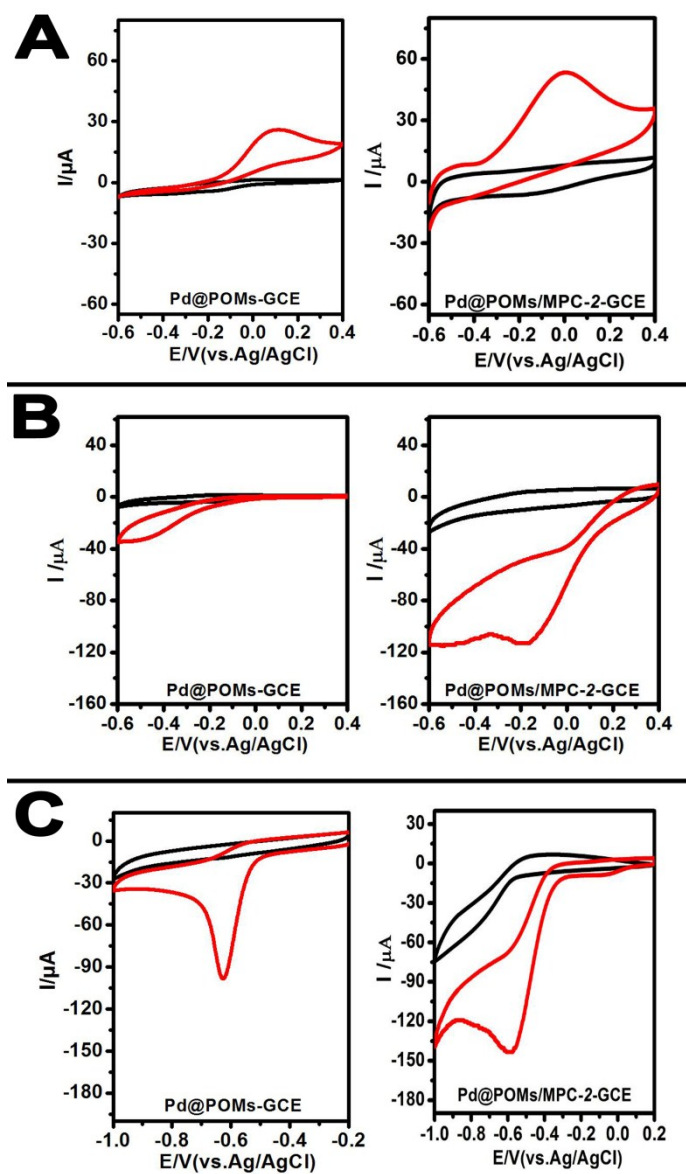 A
I/µA
60
30
0
-30
-60
Pd@POMs-GCE
-0.6 -0.4 -0.2 0.0 0.2 0.4
E/V(vs.Ag/AgCl)
I /µA
60
30
0
-30
-60
Pd@POMs/MPC-2-GCE
-0.6 -0.4 -0.2 0.0 0.2 0.4
E/V(vs.Ag/AgCl)
B
I /µA
40
0
-40
-80
-120
-160
Pd@POMs-GCE
-0.6 -0.4 -0.2 0.0 0.2 0.4
E/V(vs.Ag/AgCl)
I /µA
40
0
-40
-80
-120
-160
Pd@POMs/MPC-2-GCE
-0.6 -0.4 -0.2 0.0 0.2 0.4
E/V(vs.Ag/AgCl)
C
I/µA
0
-30
-60
-90
-120
-150
-180
Pd@POMs-GCE
-1.0 -0.8 -0.6 -0.4 -0.2
E/V(vs.Ag/AgCl)
I /µA
30
0
-30
-60
-90
-120
-150
-180
Pd@POMs/MPC-2-GCE
-1.0 -0.8 -0.6 -0.4 -0.2 0.0 0.2
E/V(vs.Ag/AgCl)